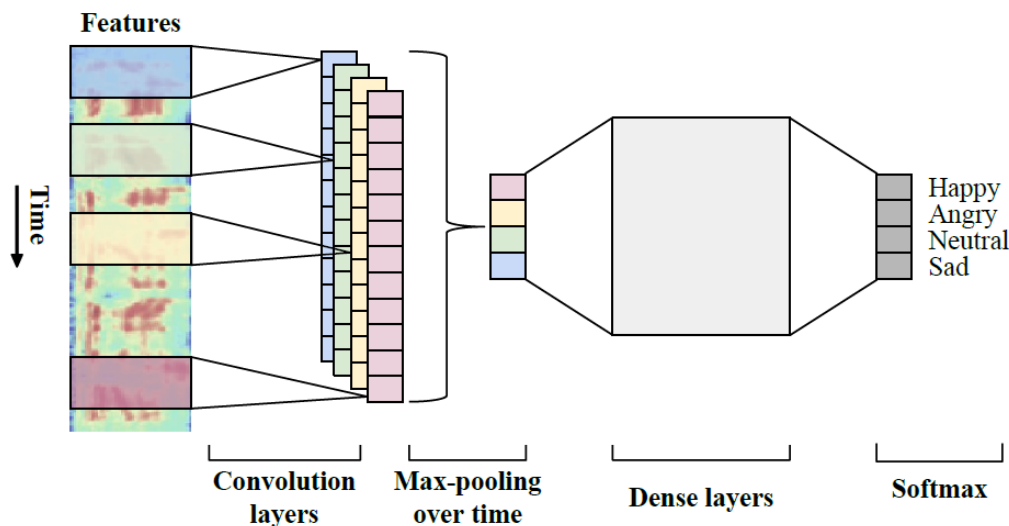 Features
Time
Happy
Angry
Neutral
Sad
Convolution
layers
Max-pooling
over time
Dense layers
Softmax